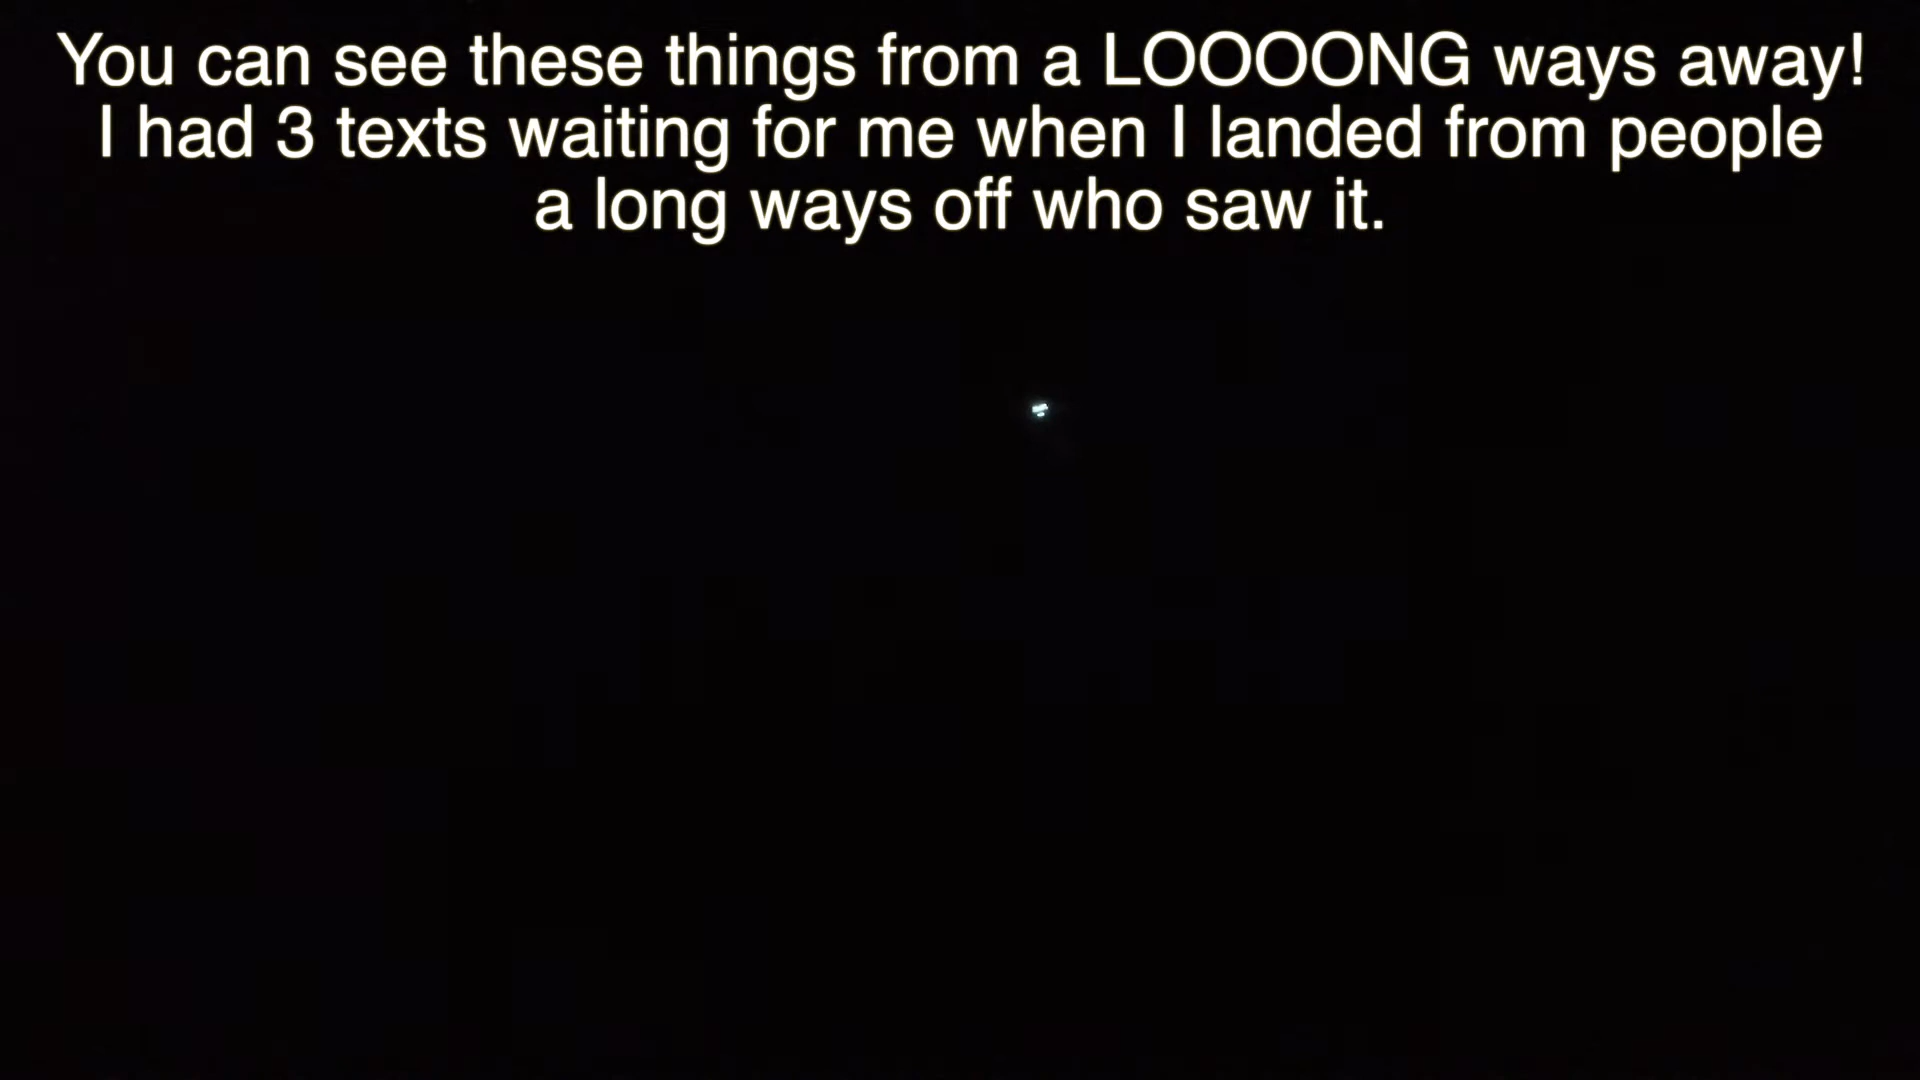 You can see these things from a LOOOONG ways away!
I had 3 texts waiting for me when I landed from people
a long ways off who saw it.